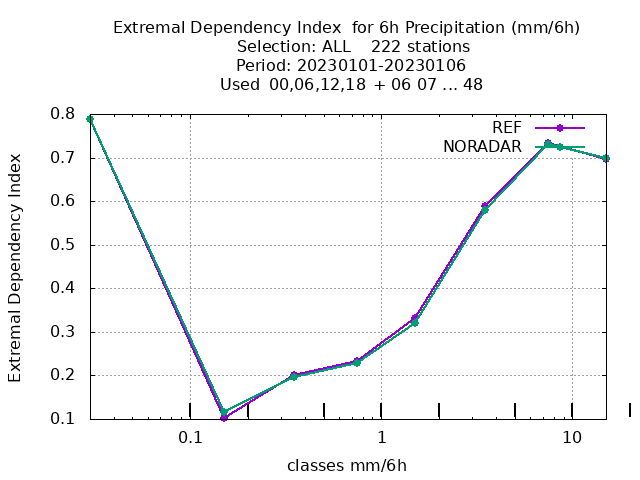 Extremal Dependency Index  for 6h Precipitation (mm/6h)
Selection: ALL    222 stations
Period: 20230101-20230106
Used  00,06,12,18  + 06 07 ... 48
REF
NORADAR
Extremal Dependency Index
0.8
0.7
0.6
0.5
0.4
0.3
0.2
0.1
0.1
1
10
classes mm/6h